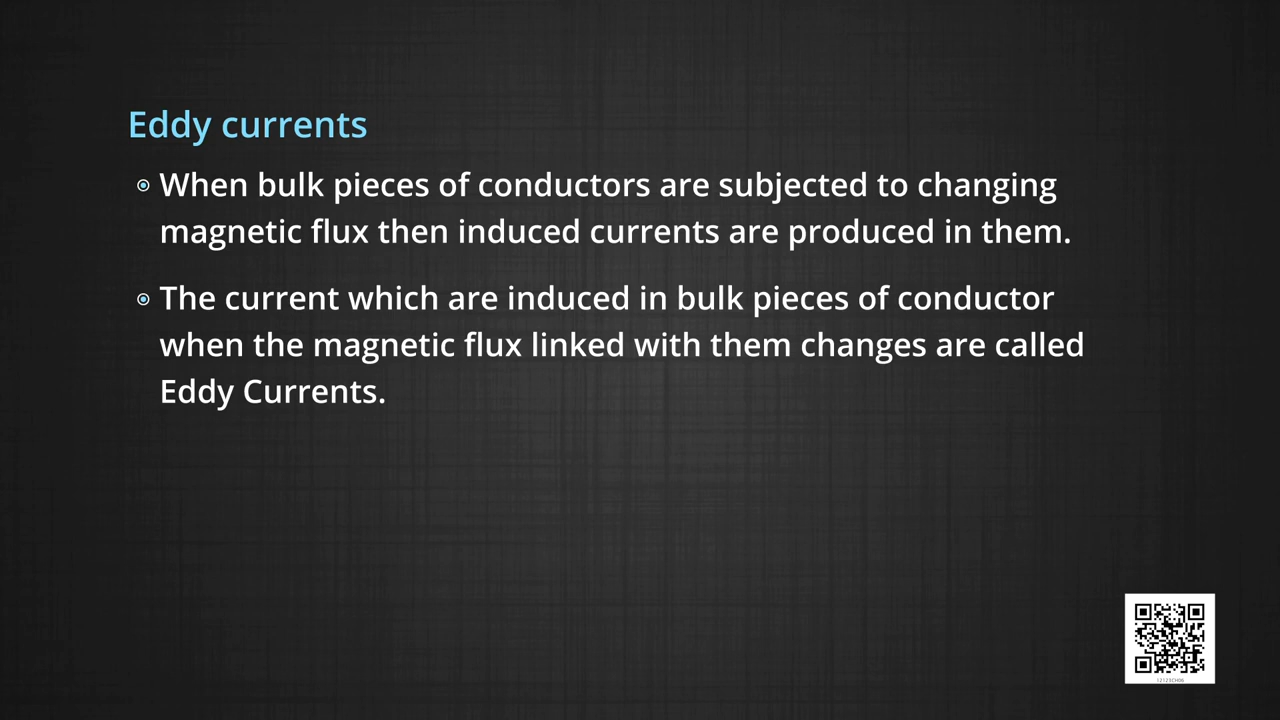 Eddy currents
When bulk pieces of conductors are subjected to changing
magnetic flux then induced currents are produced in them.
The current which are induced in bulk pieces of conductor
when the magnetic flux linked with them changes are called
Eddy Currents.
12123CH06